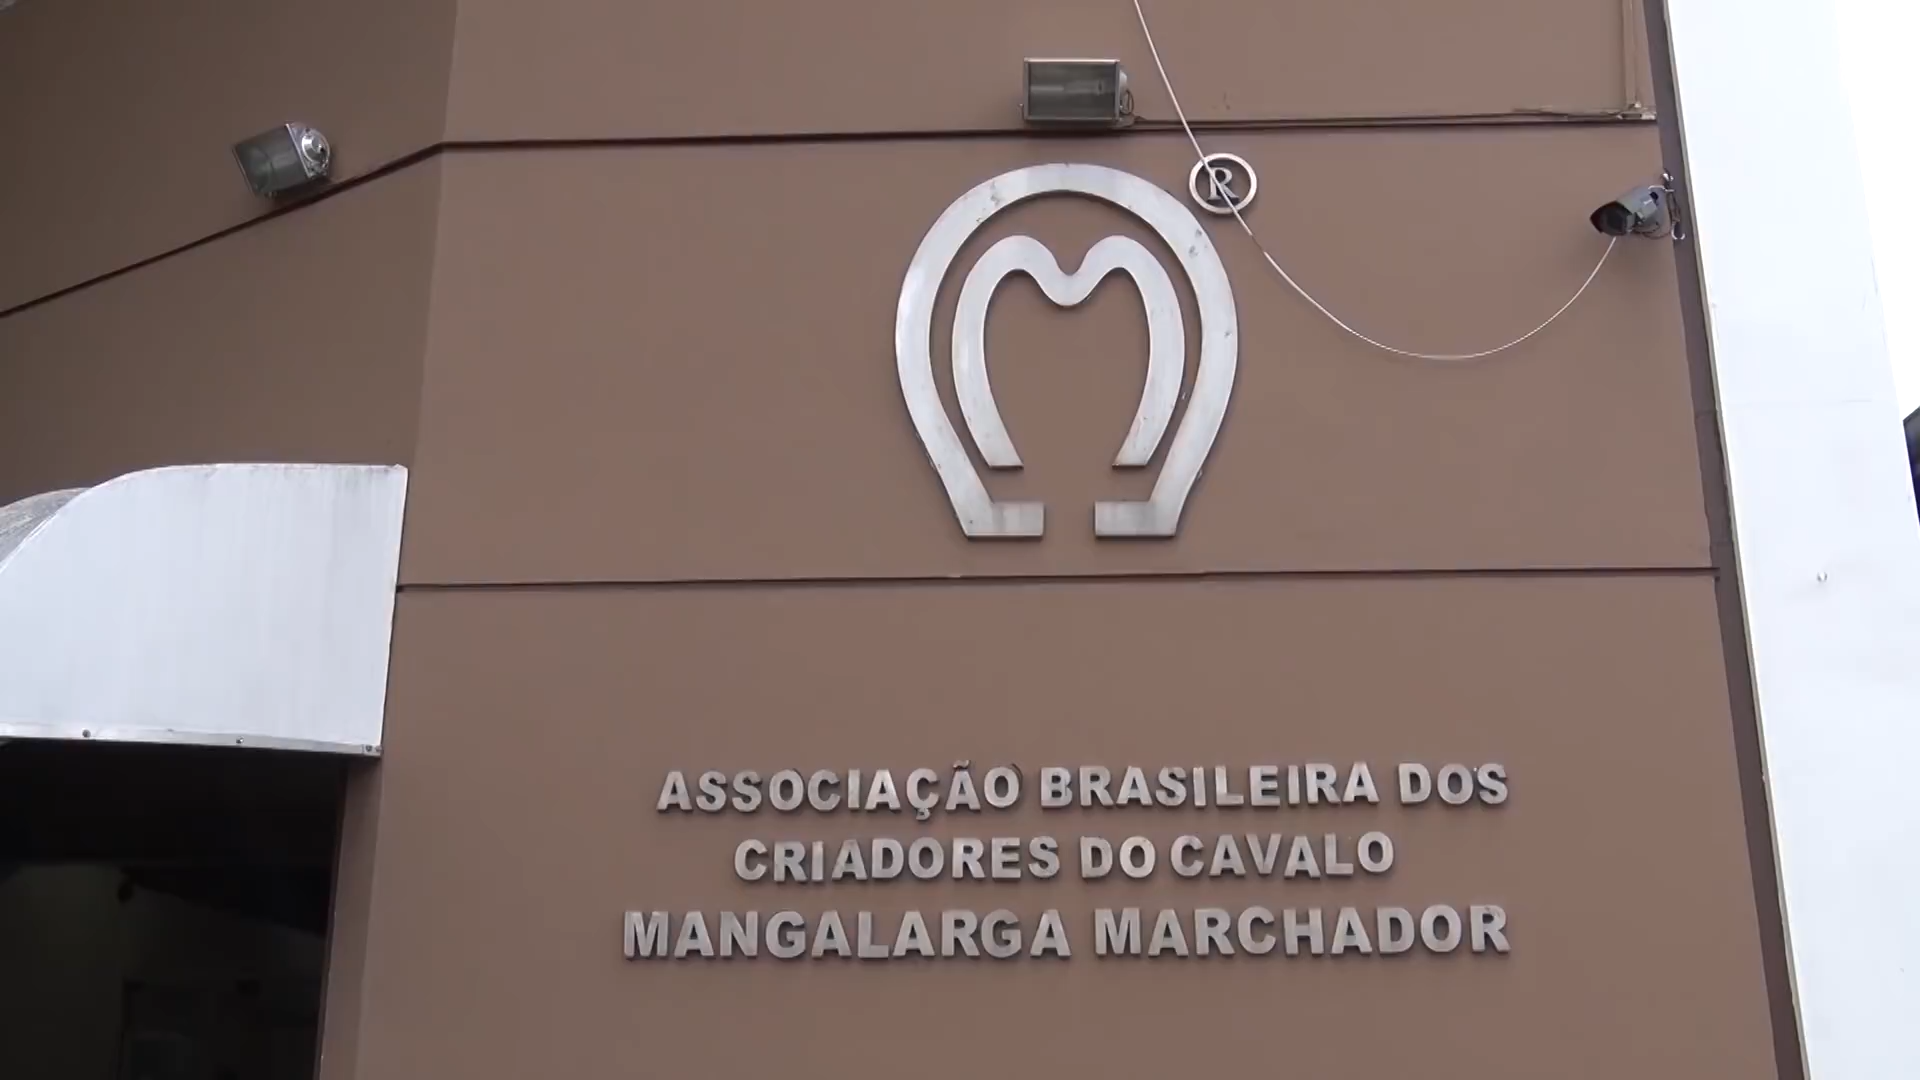 ®
ASSOCIAÇÃO BRASILEIRA DOS
CRIADORES DO CAVALO
MANGALARGA MARCHADOR